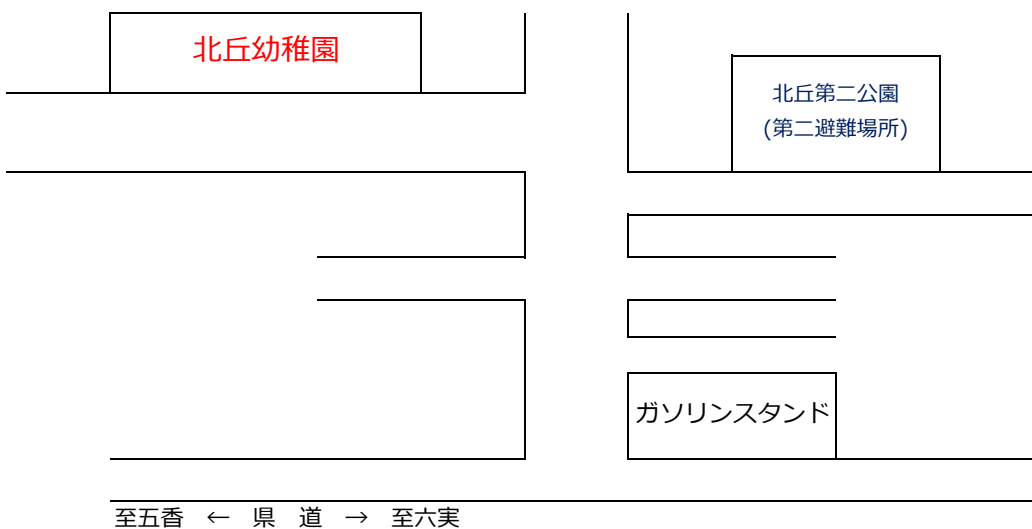 北丘幼稚園
北丘第二公園
(第二避難場所)
ガソリンスタンド
至五香 ← 県 道 → 至六実